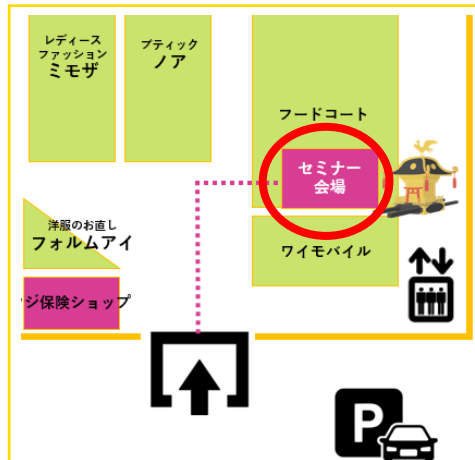 レディース
ファッション
ミモザ
ブティック
ノア
フードコート
セミナー
会場
洋服のお直し
フォルムアイ
ワイモバイル
ジ保険ショップ
P